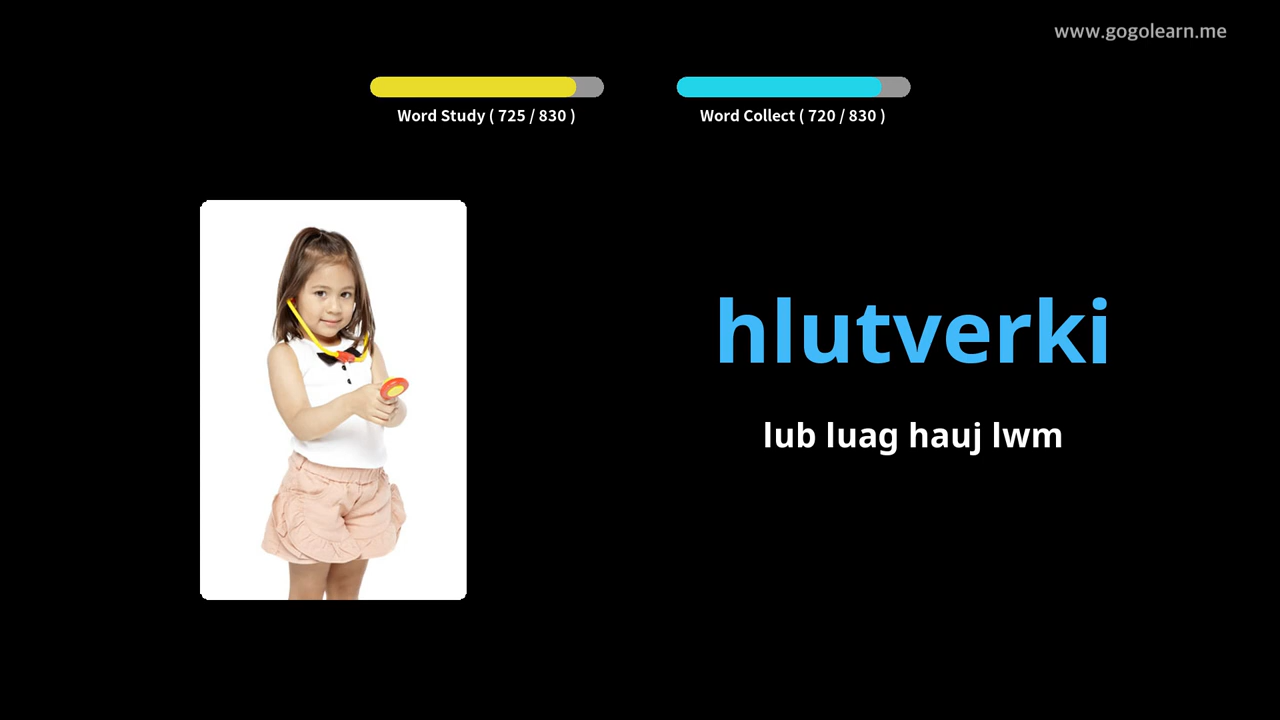 www.gogolearn.me
Word Study ( 725 / 830 )
Word Collect ( 720 / 830 )
hlutverki
lub luag hauj lwm